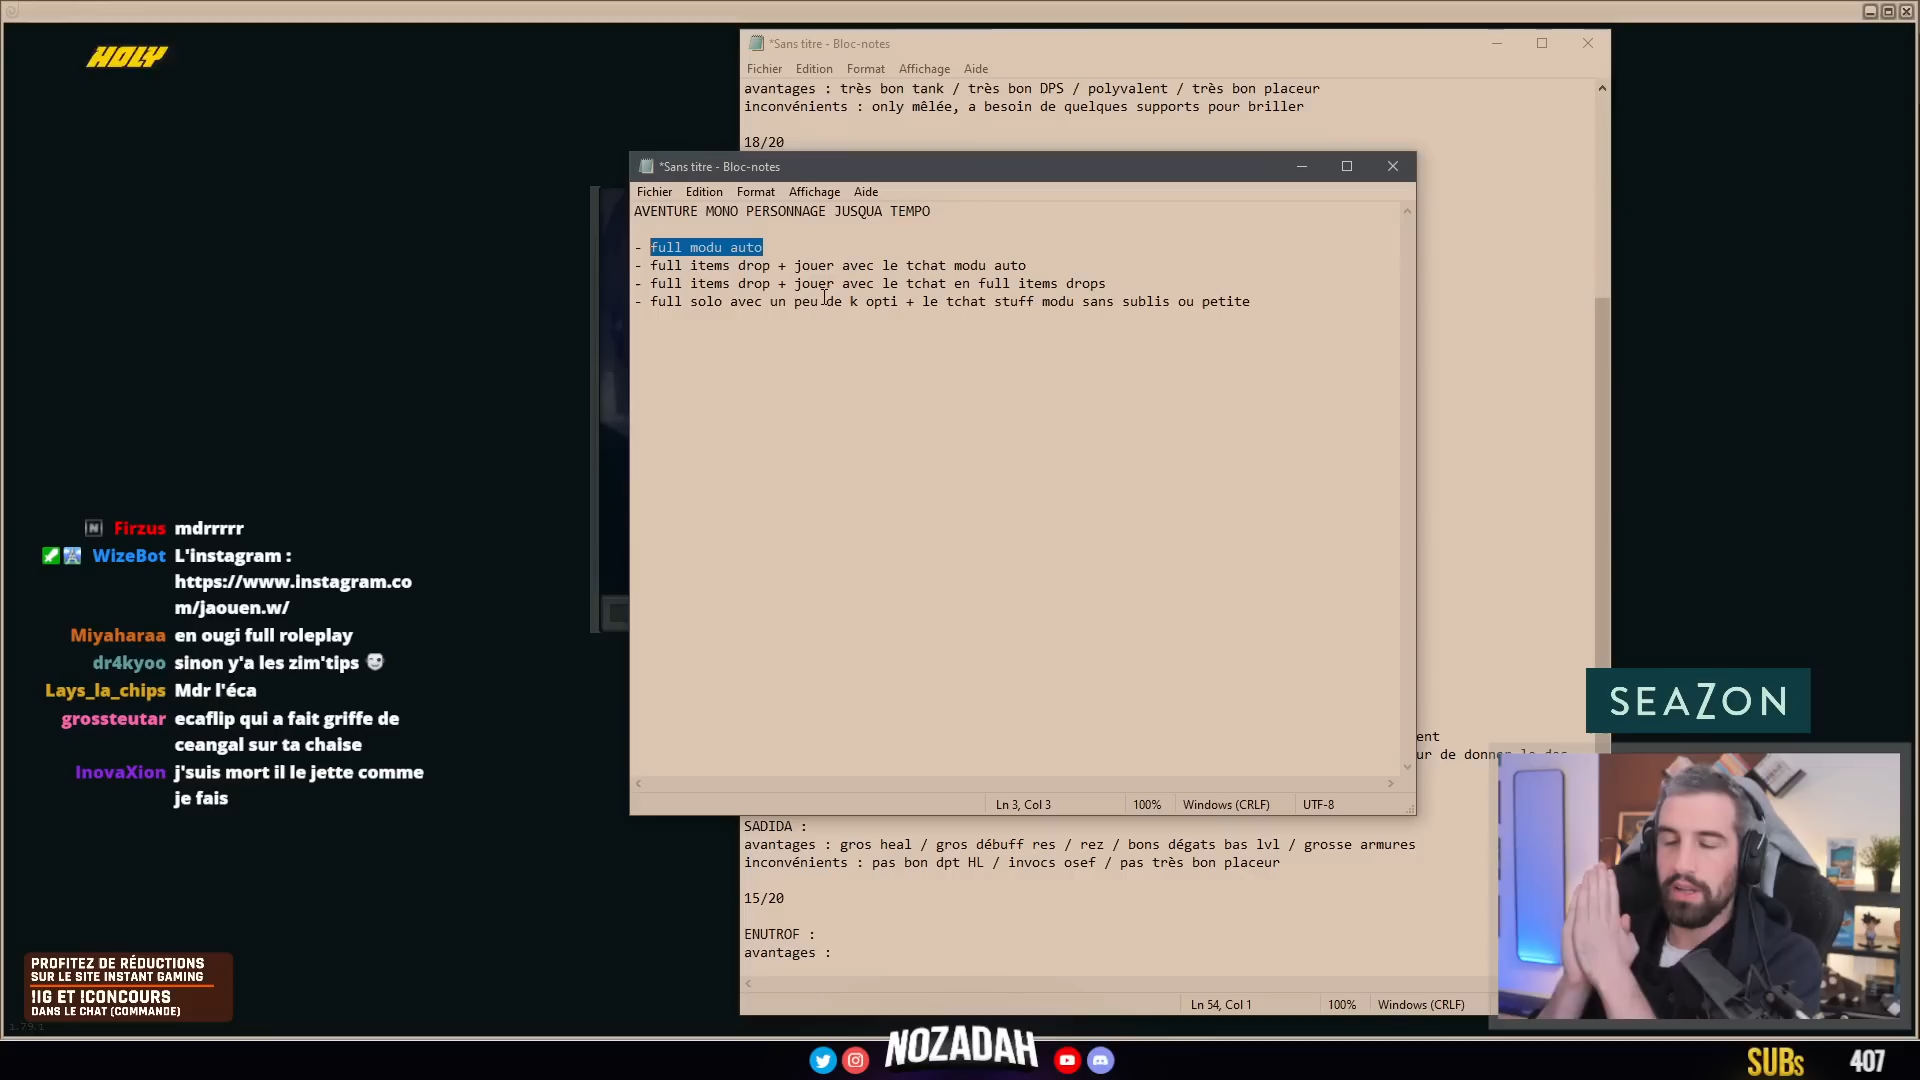 HOLY
*Sans titre - Bloc-notes
Fichier Edition Format Affichage Aide
avantages : très bon tank / très bon DPS / polyvalent / très bon placeur
inconvénients : only mêlée, a besoin de quelques supports pour briller
18/20
*Sans titre - Bloc-notes
Fichier Edition Format Affichage Aide
AVENTURE MONO PERSONNAGE JUSQUA TEMPO
- full modu auto
- full items drop + jouer avec le tchat modu auto
- full items drop + jouer avec le tchat en full items drops
- full solo avec un peu de k opti + le tchat stuff modu sans sublis ou petite
Ln 3, Col 3 100% Windows (CRLF) UTF-8
ent
ur de donner le
SADIDA :
avantages : gros heal / gros débuff res / rez / bons dégats bas lvl / grosse armures
inconvénients : pas bon dpt HL / invocs osef / pas très bon placeur
15/20
ENUTROF :
avantages :
Ln 54, Col 1 100% Windows (CRLF)
Firzus mdrrrrr
WizeBot L'instagram :
https://www.instagram.co
m/jaouen.w/
Miyaharaa en ougi full roleplay
dr4kyoo sinon y'a les zim'tips
Lays_la_chips Mdr l'éca
grossteutar ecaflip qui a fait griffe de
ceangal sur ta chaise
InovaXion j'suis mort il le jette comme
je fais
SEAZON
PROFITEZ DE RÉDUCTIONS
SUR LE SITE INSTANT GAMING
!IG ET !CONCOURS
DANS LE CHAT (COMMANDE)
1.79.1
NOZADAH
SUBs 407